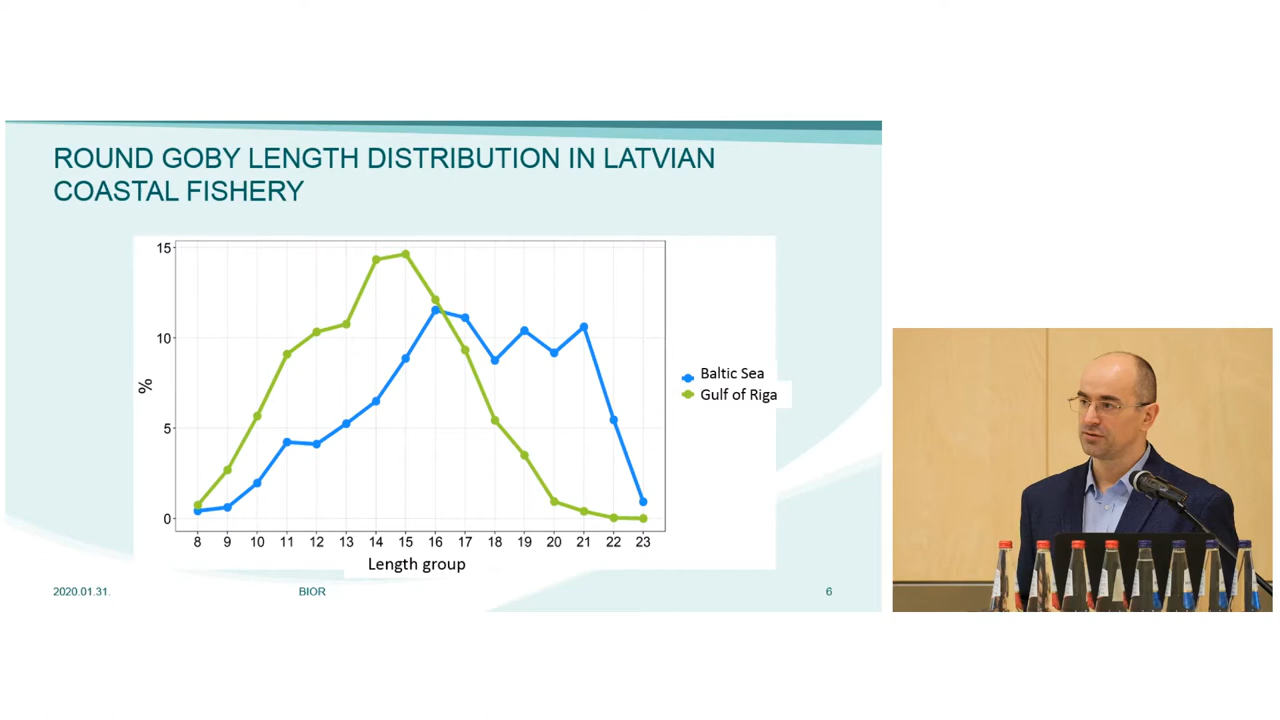 ROUND GOBY LENGTH DISTRIBUTION IN LATVIAN
COASTAL FISHERY
15
10
5
0
%
8 9 10 11 12 13 14 15 16 17 18 19 20 21 22 23
Length group
Baltic Sea
Gulf of Riga
2020.01.31. BIOR 6